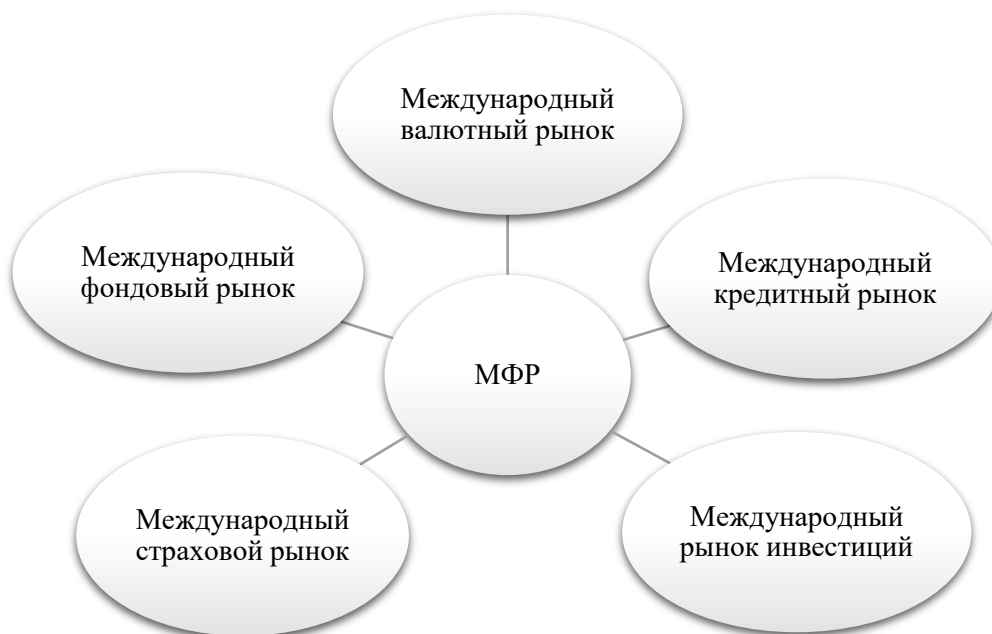 Международный
валютный рынок
Международный
фондовый рынок
Международный
кредитный рынок
МФР
Международный
страховой рынок
Международный
рынок инвестиций